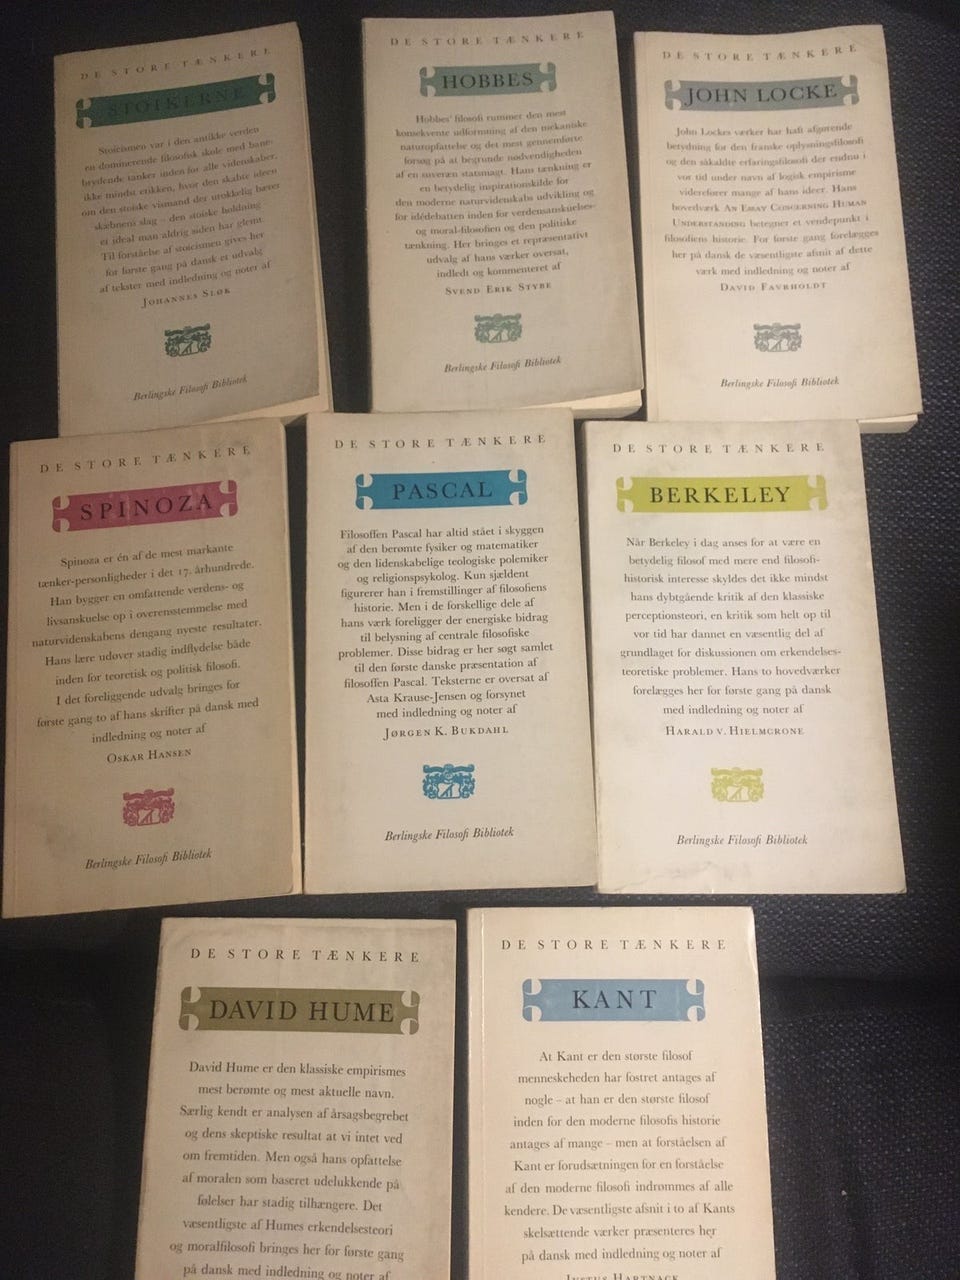 DE STORE TÆNKERE
STOIKERNE
Stoicismen var i den antikke verden
en dominerende filosofisk skole med bane-
brydende tanker inden for alle videnskaber,
ikke mindst etikken, hvor den skabte ideen
om den stoiske vismand der urokkelig bærer
skæbnens slag – den stoiske holdning
et ideal man aldrig siden har glemt.
Til forståelse af stoicismen gives her
for første gang på dansk et udvalg
af tekster med indledning og noter af
JOHANNES SLØK
Berlingske Filosofi Bibliotek
DE STORE TÆNKERE
HOBBES
Hobbes' filosofi rummer den mest
konsekvente udformning af den mekaniske
naturopfattelse og det mest gennemførte
forsøg på at begrunde nødvendigheden
af en suveræn statsmagt. Hans tænkning er
en betydelig inspirationskilde for
den moderne naturvidenskabs udvikling og
for idédebatten inden for verdensanskuelses-
og moral-filosofien og den politiske
tænkning. Her bringes et repræsentativt
udvalg af hans værker oversat,
indledt og kommenteret af
SVEND ERIK STYBE
Berlingske Filosofi Bibliotek
DE STORE TÆNKERE
JOHN LOCKE
John Lockes værker har haft afgørende
betydning for den franske oplysningsfilosofi
og den såkaldte erfaringsfilosofi der endnu i
vor tid under navn af logisk empirisme
viderefører mange af hans ideer. Hans
hovedværk AN ESSAY CONCERNING HUMAN
UNDERSTANDING betegner et vendepunkt i
filosofiens historie. For første gang forelægges
her på dansk de væsentligste afsnit af dette
værk med indledning og noter af
DAVID FAVRHOLDT
Berlingske Filosofi Bibliotek
DE STORE TÆNKERE
SPINOZA
Spinoza er én af de mest markante
tænker-personligheder i det 17. århundrede.
Han bygger en omfattende verdens- og
livsanskuelse op i overensstemmelse med
naturvidenskabens dengang nyeste resultater.
Hans lære udover stadig indflydelse både
inden for teoretisk og politisk filosofi.
I det foreliggende udvalg bringes for
første gang to af hans skrifter på dansk med
indledning og noter af
OSKAR HANSEN
Berlingske Filosofi Bibliotek
DE STORE TÆNKERE
PASCAL
Filosoffen Pascal har altid stået i skyggen
af den berømte fysiker og matematiker
og den lidenskabelige teologiske polemiker
og religionspsykolog. Kun sjældent
figurerer han i fremstillinger af filosofiens
historie. Men i de forskellige dele af
hans værk foreligger der energiske bidrag
til belysning af centrale filosofiske
problemer. Disse bidrag er her søgt samlet
til den første danske præsentation af
filosoffen Pascal. Teksterne er oversat af
Asta Krause-Jensen og forsynet
med indledning og noter af
JØRGEN K. BUKDAHL
Berlingske Filosofi Bibliotek
DE STORE TÆNKERE
BERKELEY
Når Berkeley i dag anses for at være en
betydelig filosof med mere end filosofi-
historisk interesse skyldes det ikke mindst
hans dybtgående kritik af den klassiske
perceptionsteori, en kritik som helt op til
vor tid har dannet en væsentlig del af
grundlaget for diskussionen om erkendelses-
teoretiske problemer. Hans to hovedværker
forelægges her for første gang på dansk
med indledning og noter af
HARALD V. HIELMCRONE
Berlingske Filosofi Bibliotek
DE STORE TÆNKERE
DAVID HUME
David Hume er den klassiske empirismes
mest berømte og mest aktuelle navn.
Særlig kendt er analysen af årsagsbegrebet
og dens skeptiske resultat at vi intet ved
om fremtiden. Men også hans opfattelse
af moralen som baseret udelukkende på
følelser har stadig tilhængere. Det
væsentligste af Humes erkendelsesteori
og moralfilosofi bringes her for første gang
på dansk med indledning og noter af
DE STORE TÆNKERE
KANT
At Kant er den største filosof
menneskeheden har fostret antages af
nogle – at han er den største filosof
inden for den moderne filosofis historie
antages af mange – men at forståelsen af
Kant er forudsætningen for en forståelse
af den moderne filosofi indrømmes af alle
kendere. De væsentligste afsnit i to af Kants
skelsættende værker præsenteres her
på dansk med indledning og noter af
JUSTUS HARTNACK